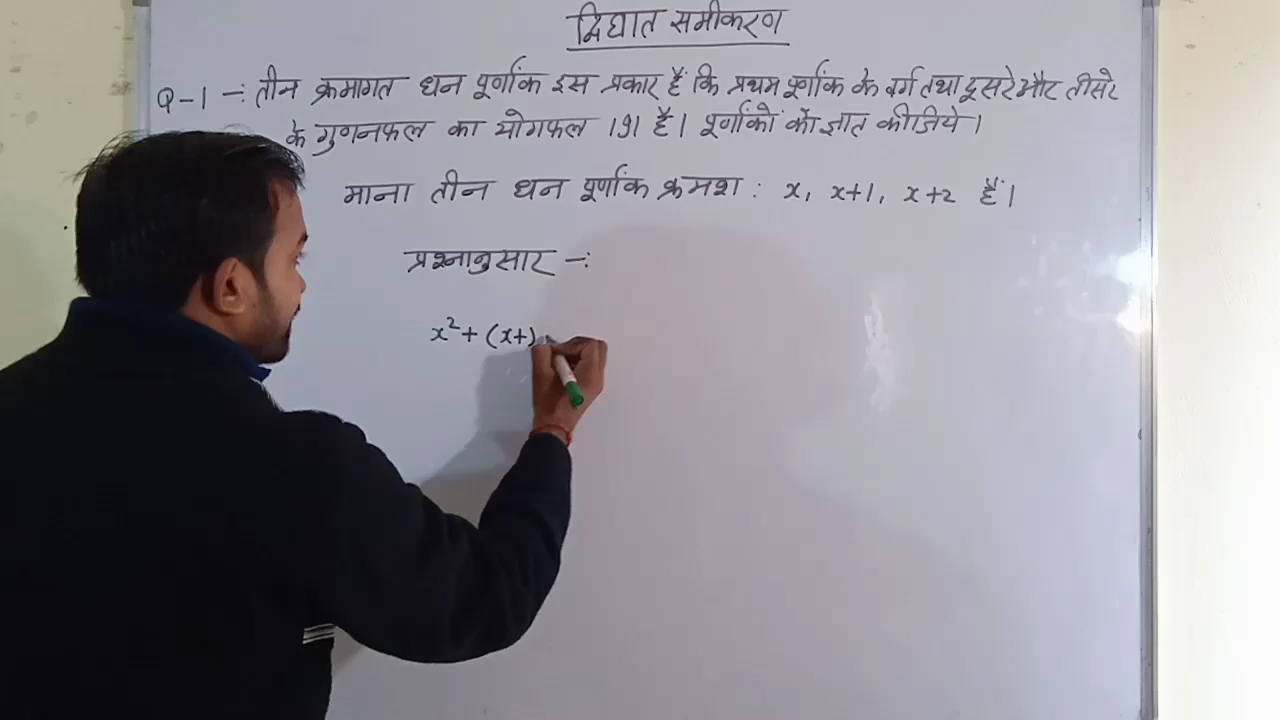 द्विघात समीकरण
Q-1 -: तीन क्रमागत धन पूर्णांक इस प्रकार हैं कि प्रथम पूर्णांक के वर्ग तथा दूसरे और तीसरे
के गुणनफल का योगफल 191 है। पूर्णांकों को ज्ञात कीजिये।
माना तीन धन पूर्णांक क्रमश: x, x+1, x+2 हैं।
प्रश्नानुसार -:
x² + (x+)